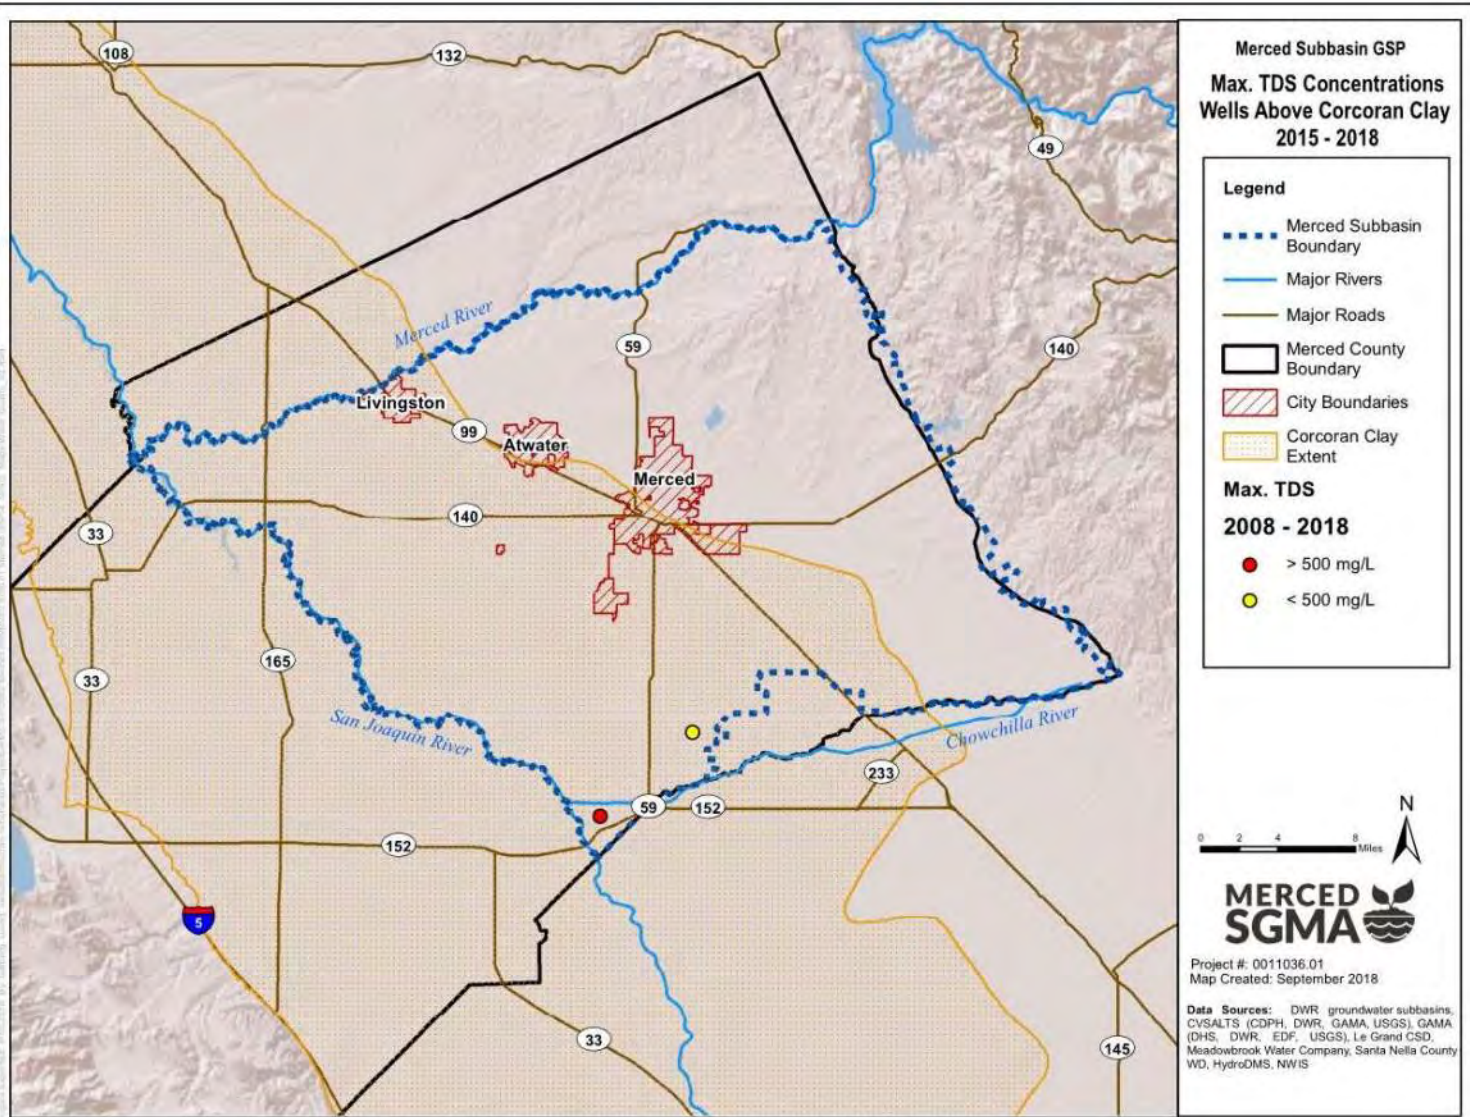 Merced Subbasin GSP
Max. TDS Concentrations
Wells Above Corcoran Clay
2015 - 2018
Legend
Merced Subbasin
Boundary
Major Rivers
Major Roads
Merced County
Boundary
City Boundaries
Corcoran Clay
Extent
Max. TDS
2008 - 2018
> 500 mg/L
< 500 mg/L
0 2 4 8
Miles
N
MERCED
SGMA
Project #: 0011036.01
Map Created: September 2018
Data Sources: DWR groundwater subbasins,
CVSALTS (CDPH, DWR, GAMA, USGS), GAMA
(DHS, DWR, EDF, USGS), Le Grand CSD,
Meadowbrook Water Company, Santa Nella County
WD, HydroDMS, NWIS
108
132
49
Merced River
59
140
Livingston
99
Atwater
Merced
140
33
165
33
San Joaquin River
Chowchilla River
233
59
152
152
5
33
145